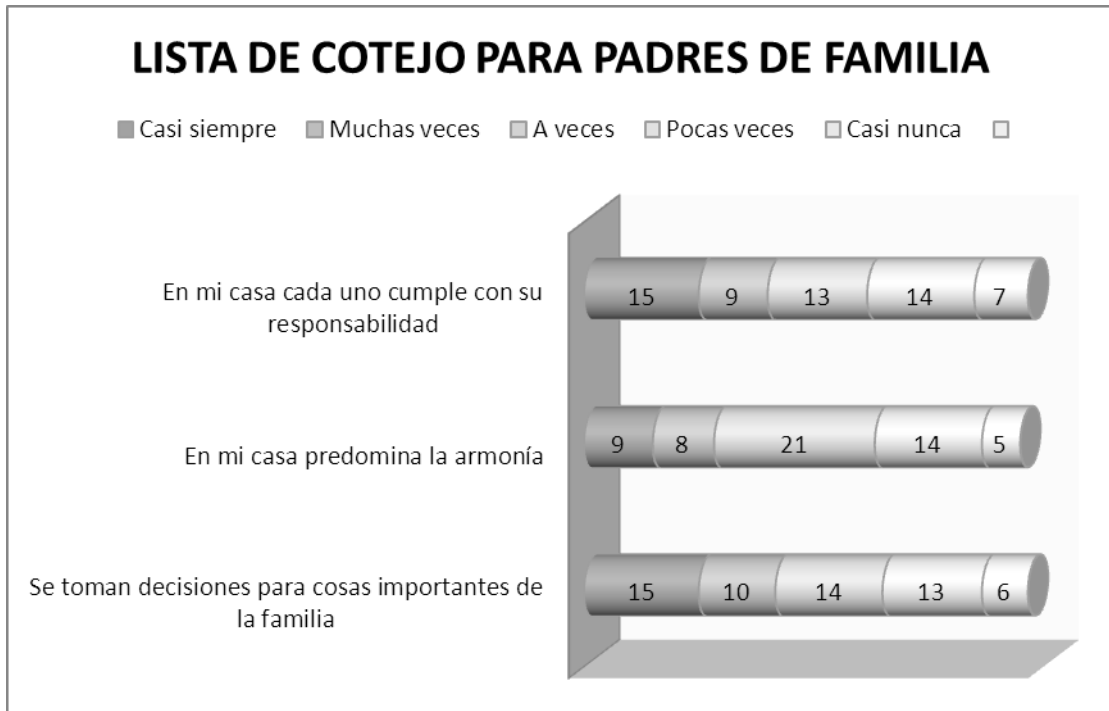 LISTA DE COTEJO PARA PADRES DE FAMILIA
Casi siempre Muchas veces A veces Pocas veces Casi nunca
En mi casa cada uno cumple con su
responsabilidad
15 9 13 14 7
En mi casa predomina la armonía
9 8 21 14 5
Se toman decisiones para cosas importantes de
la familia
15 10 14 13 6